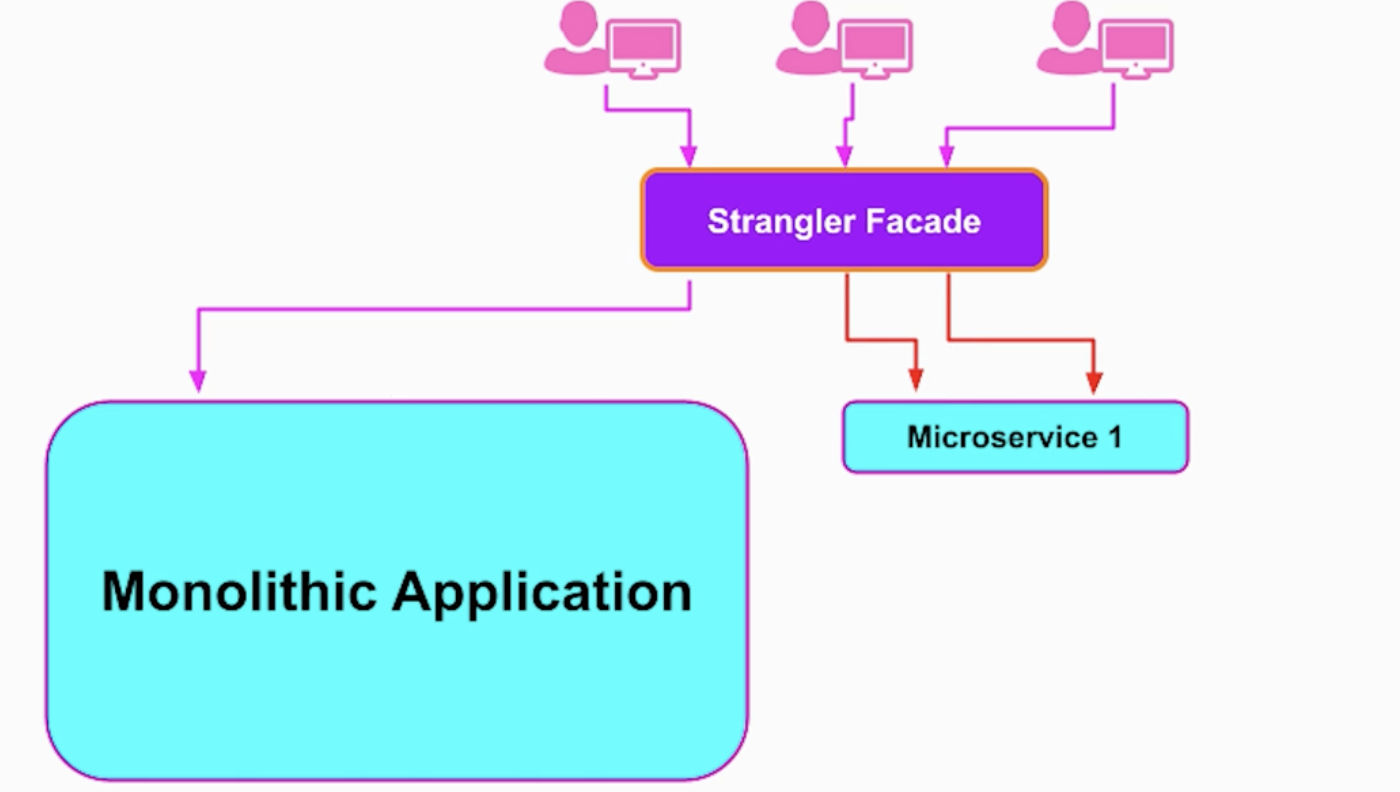 Strangler Facade
Microservice 1
Monolithic Application